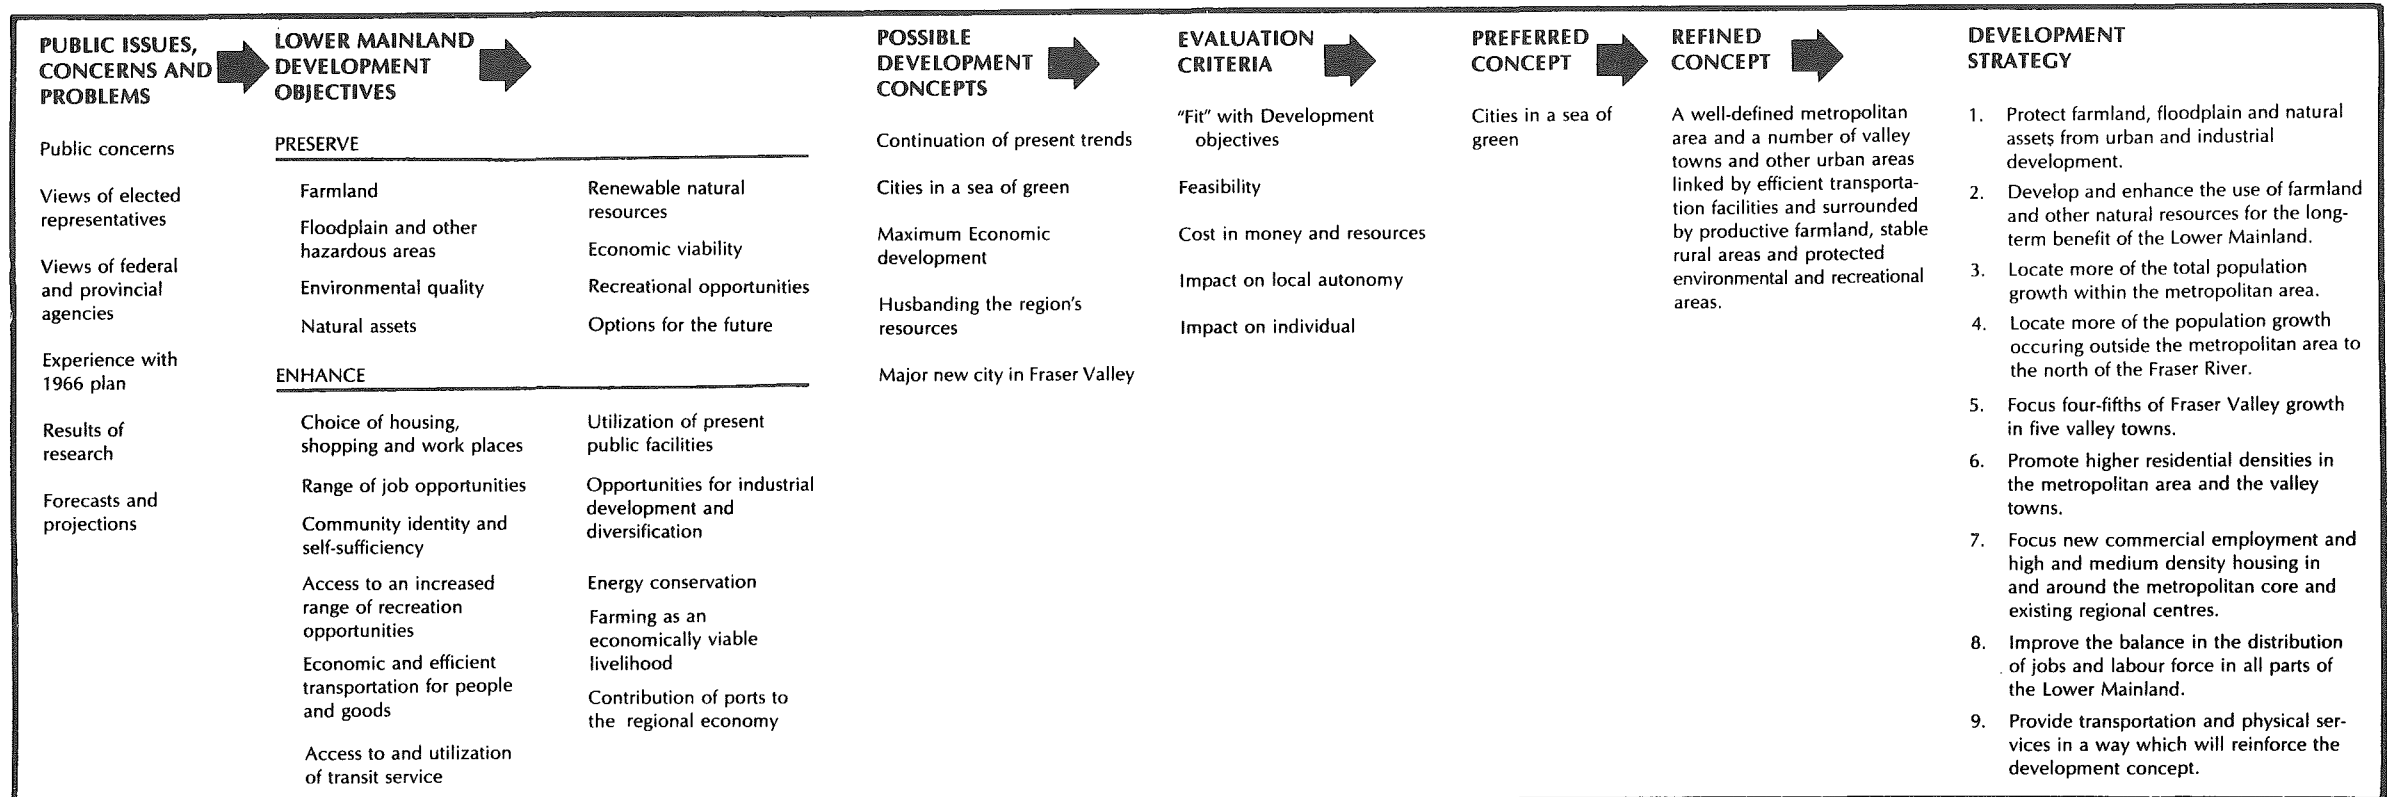 PUBLIC ISSUES,
CONCERNS AND
PROBLEMS
Public concerns
Views of elected
representatives
Views of federal
and provincial
agencies
Experience with
1966 plan
Results of
research
Forecasts and
projections
LOWER MAINLAND
DEVELOPMENT
OBJECTIVES
PRESERVE
Farmland
Floodplain and other
hazardous areas
Environmental quality
Natural assets
Renewable natural
resources
Economic viability
Recreational opportunities
Options for the future
ENHANCE
Choice of housing,
shopping and work places
Range of job opportunities
Community identity and
self-sufficiency
Access to an increased
range of recreation
opportunities
Economic and efficient
transportation for people
and goods
Access to and utilization
of transit service
Utilization of present
public facilities
Opportunities for industrial
development and
diversification
Energy conservation
Farming as an
economically viable
livelihood
Contribution of ports to
the regional economy
POSSIBLE
DEVELOPMENT
CONCEPTS
Continuation of present trends
Cities in a sea of green
Maximum Economic
development
Husbanding the region's
resources
Major new city in Fraser Valley
EVALUATION
CRITERIA
"Fit" with Development
objectives
Feasibility
Cost in money and resources
Impact on local autonomy
Impact on individual
PREFERRED
CONCEPT
Cities in a sea of
green
REFINED
CONCEPT
A well-defined metropolitan
area and a number of valley
towns and other urban areas
linked by efficient transporta-
tion facilities and surrounded
by productive farmland, stable
rural areas and protected
environmental and recreational
areas.
DEVELOPMENT
STRATEGY
1. Protect farmland, floodplain and natural
assets from urban and industrial
development.
2. Develop and enhance the use of farmland
and other natural resources for the long-
term benefit of the Lower Mainland.
3. Locate more of the total population
growth within the metropolitan area.
4. Locate more of the population growth
occuring outside the metropolitan area to
the north of the Fraser River.
5. Focus four-fifths of Fraser Valley growth
in five valley towns.
6. Promote higher residential densities in
the metropolitan area and the valley
towns.
7. Focus new commercial employment and
high and medium density housing in
and around the metropolitan core and
existing regional centres.
8. Improve the balance in the distribution
of jobs and labour force in all parts of
the Lower Mainland.
9. Provide transportation and physical ser-
vices in a way which will reinforce the
development concept.